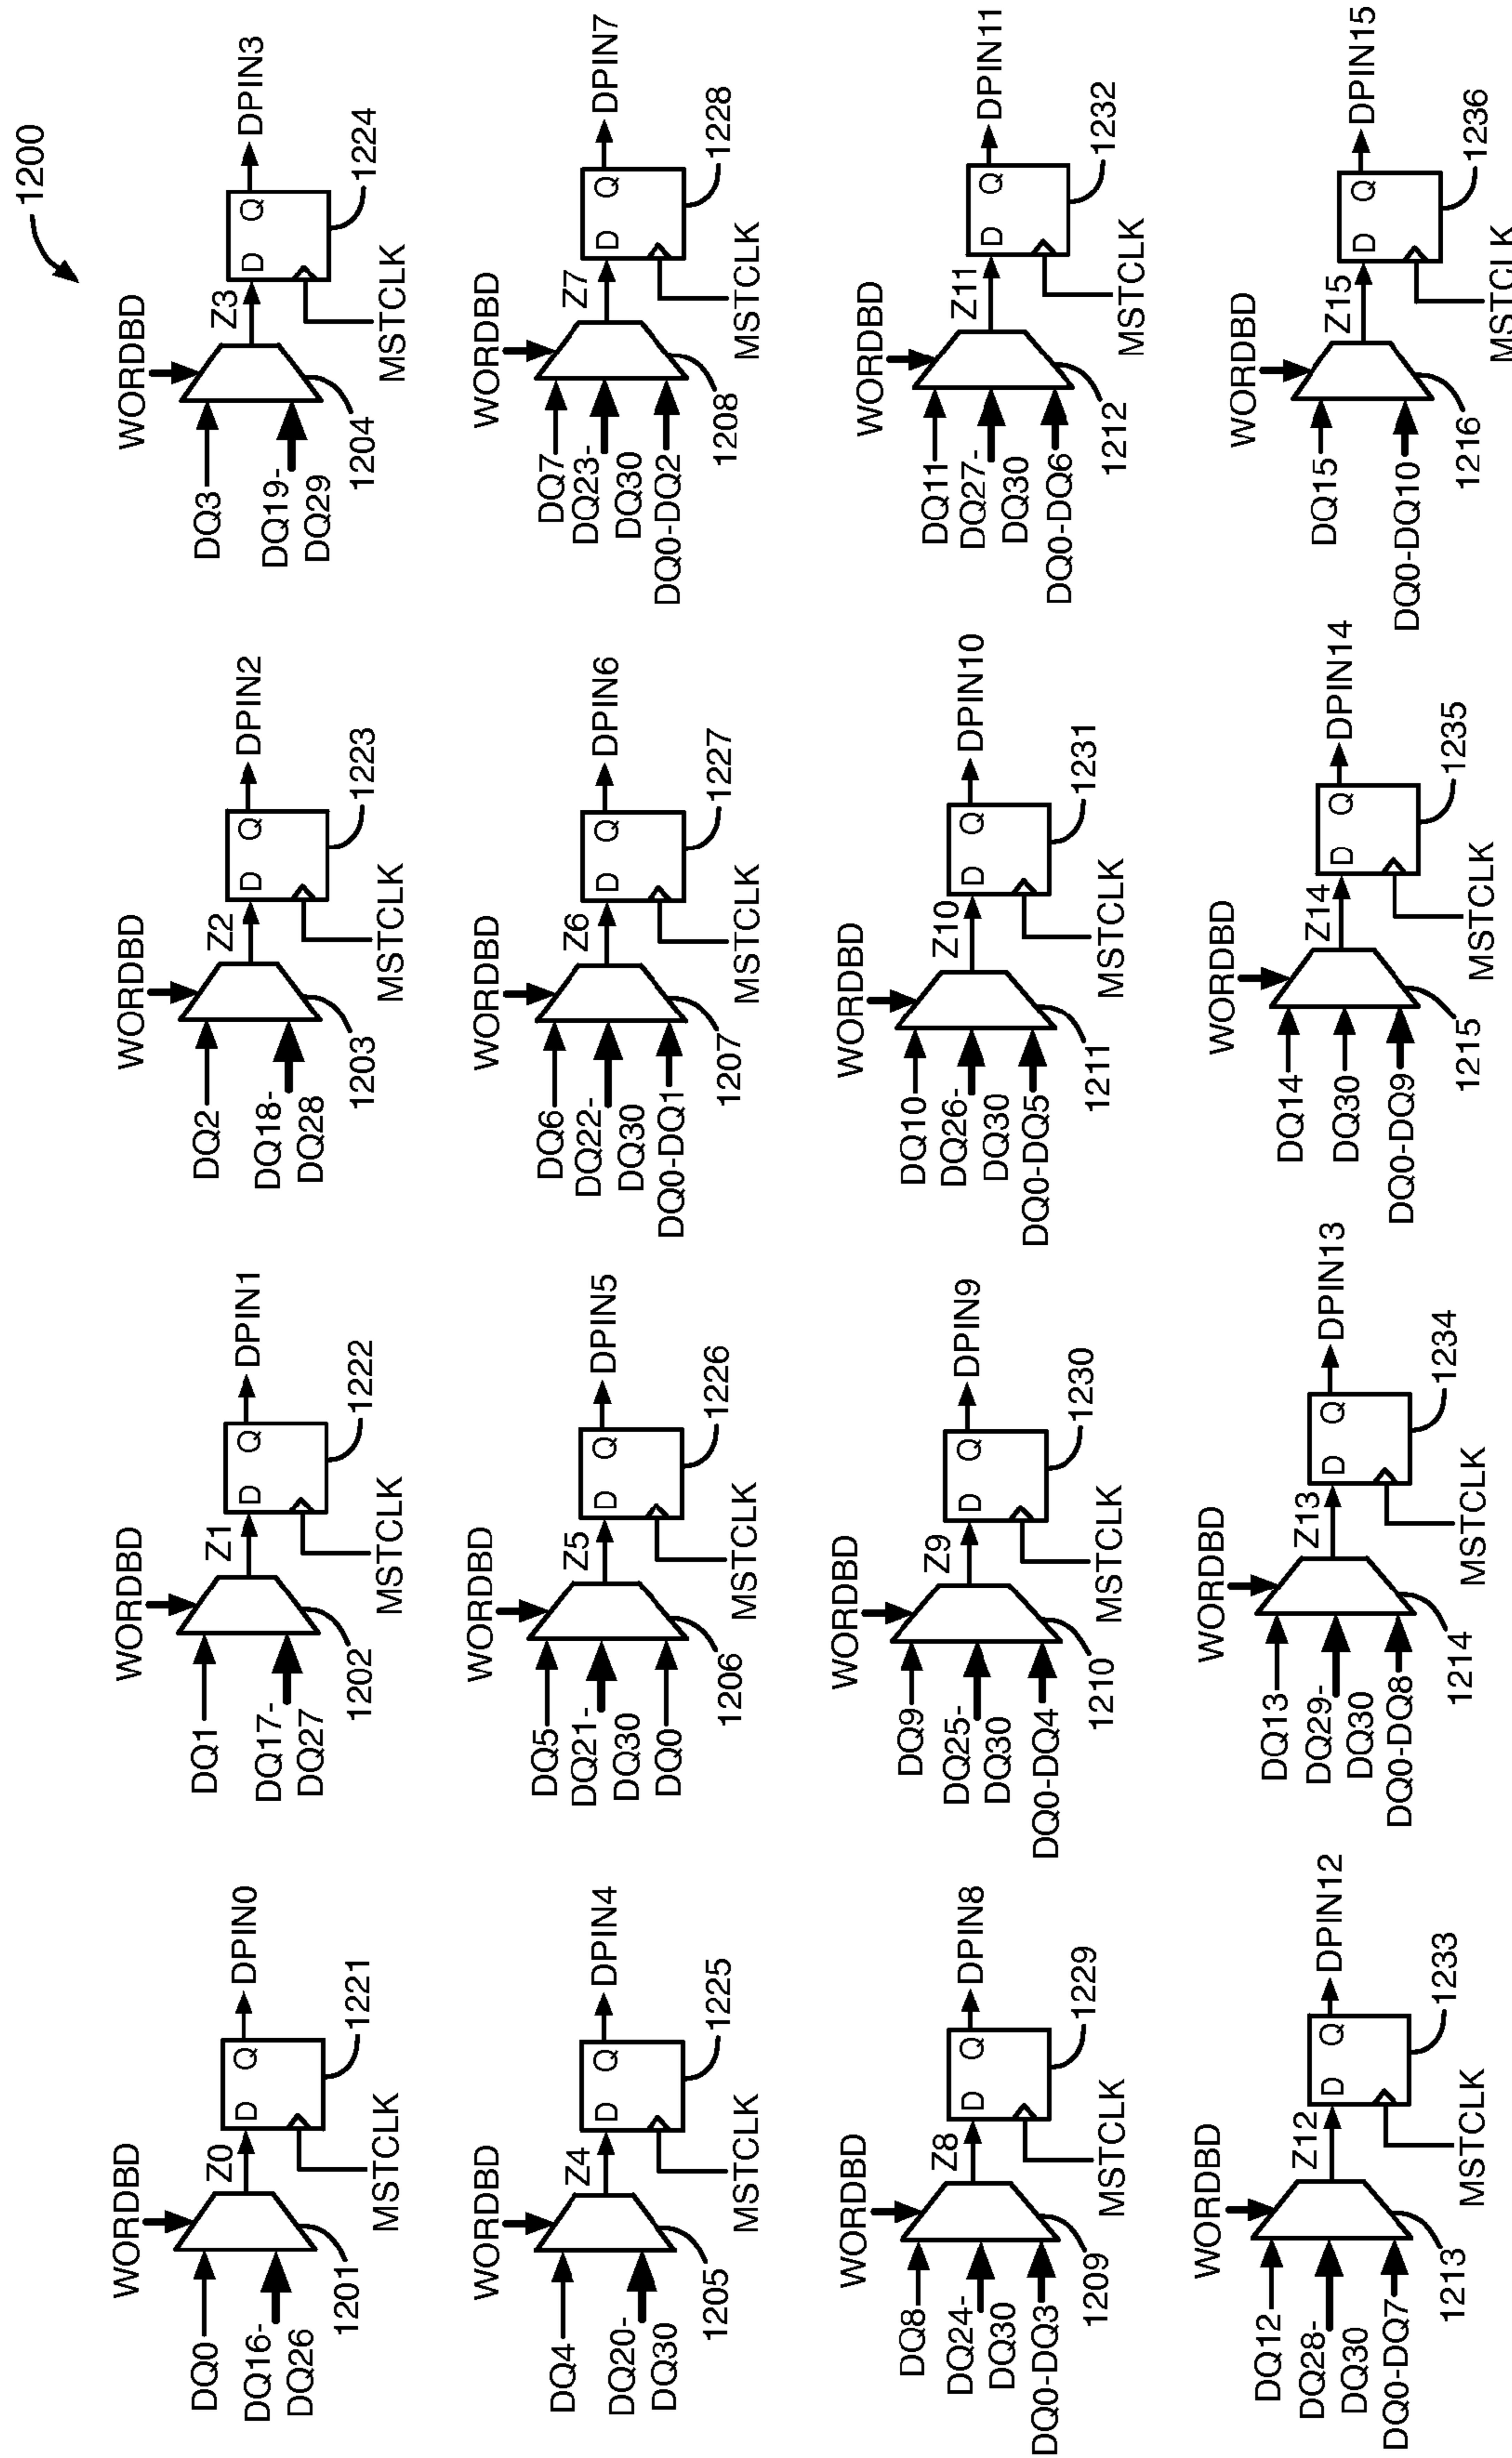 1200
WORDBD
DQ0
DQ16-
DQ26
Z0
D
Q
DPIN0
1201
MSTCLK
1221
WORDBD
DQ1
DQ17-
DQ27
Z1
D
Q
DPIN1
1202
MSTCLK
1222
WORDBD
DQ2
DQ18-
DQ28
Z2
D
Q
DPIN2
1203
MSTCLK
1223
WORDBD
DQ3
DQ19-
DQ29
Z3
D
Q
DPIN3
1204
MSTCLK
1224
WORDBD
DQ4
DQ20-
DQ30
Z4
D
Q
DPIN4
1205
MSTCLK
1225
WORDBD
DQ5
DQ21-
DQ30
DQ0
Z5
D
Q
DPIN5
1206
MSTCLK
1226
WORDBD
DQ6
DQ22-
DQ30
DQ0-DQ1
Z6
D
Q
DPIN6
1207
MSTCLK
1227
WORDBD
DQ7
DQ23-
DQ30
DQ0-DQ2
Z7
D
Q
DPIN7
1208
MSTCLK
1228
WORDBD
DQ8
DQ24-
DQ30
DQ0-DQ3
Z8
D
Q
DPIN8
1209
MSTCLK
1229
WORDBD
DQ9
DQ25-
DQ30
DQ0-DQ4
Z9
D
Q
DPIN9
1210
MSTCLK
1230
WORDBD
DQ10
DQ26-
DQ30
DQ0-DQ5
Z10
D
Q
DPIN10
1211
MSTCLK
1231
WORDBD
DQ11
DQ27-
DQ30
DQ0-DQ6
Z11
D
Q
DPIN11
1212
MSTCLK
1232
WORDBD
DQ12
DQ28-
DQ30
DQ0-DQ7
Z12
D
Q
DPIN12
1213
MSTCLK
1233
WORDBD
DQ13
DQ29-
DQ30
DQ0-DQ8
Z13
D
Q
DPIN13
1214
MSTCLK
1234
WORDBD
DQ14
DQ30
DQ0-DQ9
Z14
D
Q
DPIN14
1215
MSTCLK
1235
WORDBD
DQ15
DQ0-DQ10
Z15
D
Q
DPIN15
1216
MSTCLK
1236